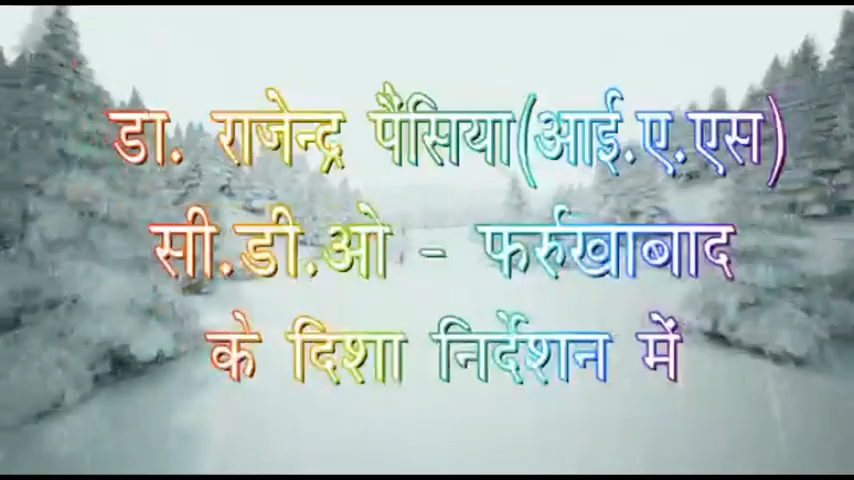 डा. राजेन्द्र पैंसिया(आई.ए.एस)
सी.डी.ओ - फर्रुखाबाद
के दिशा निर्देशन में